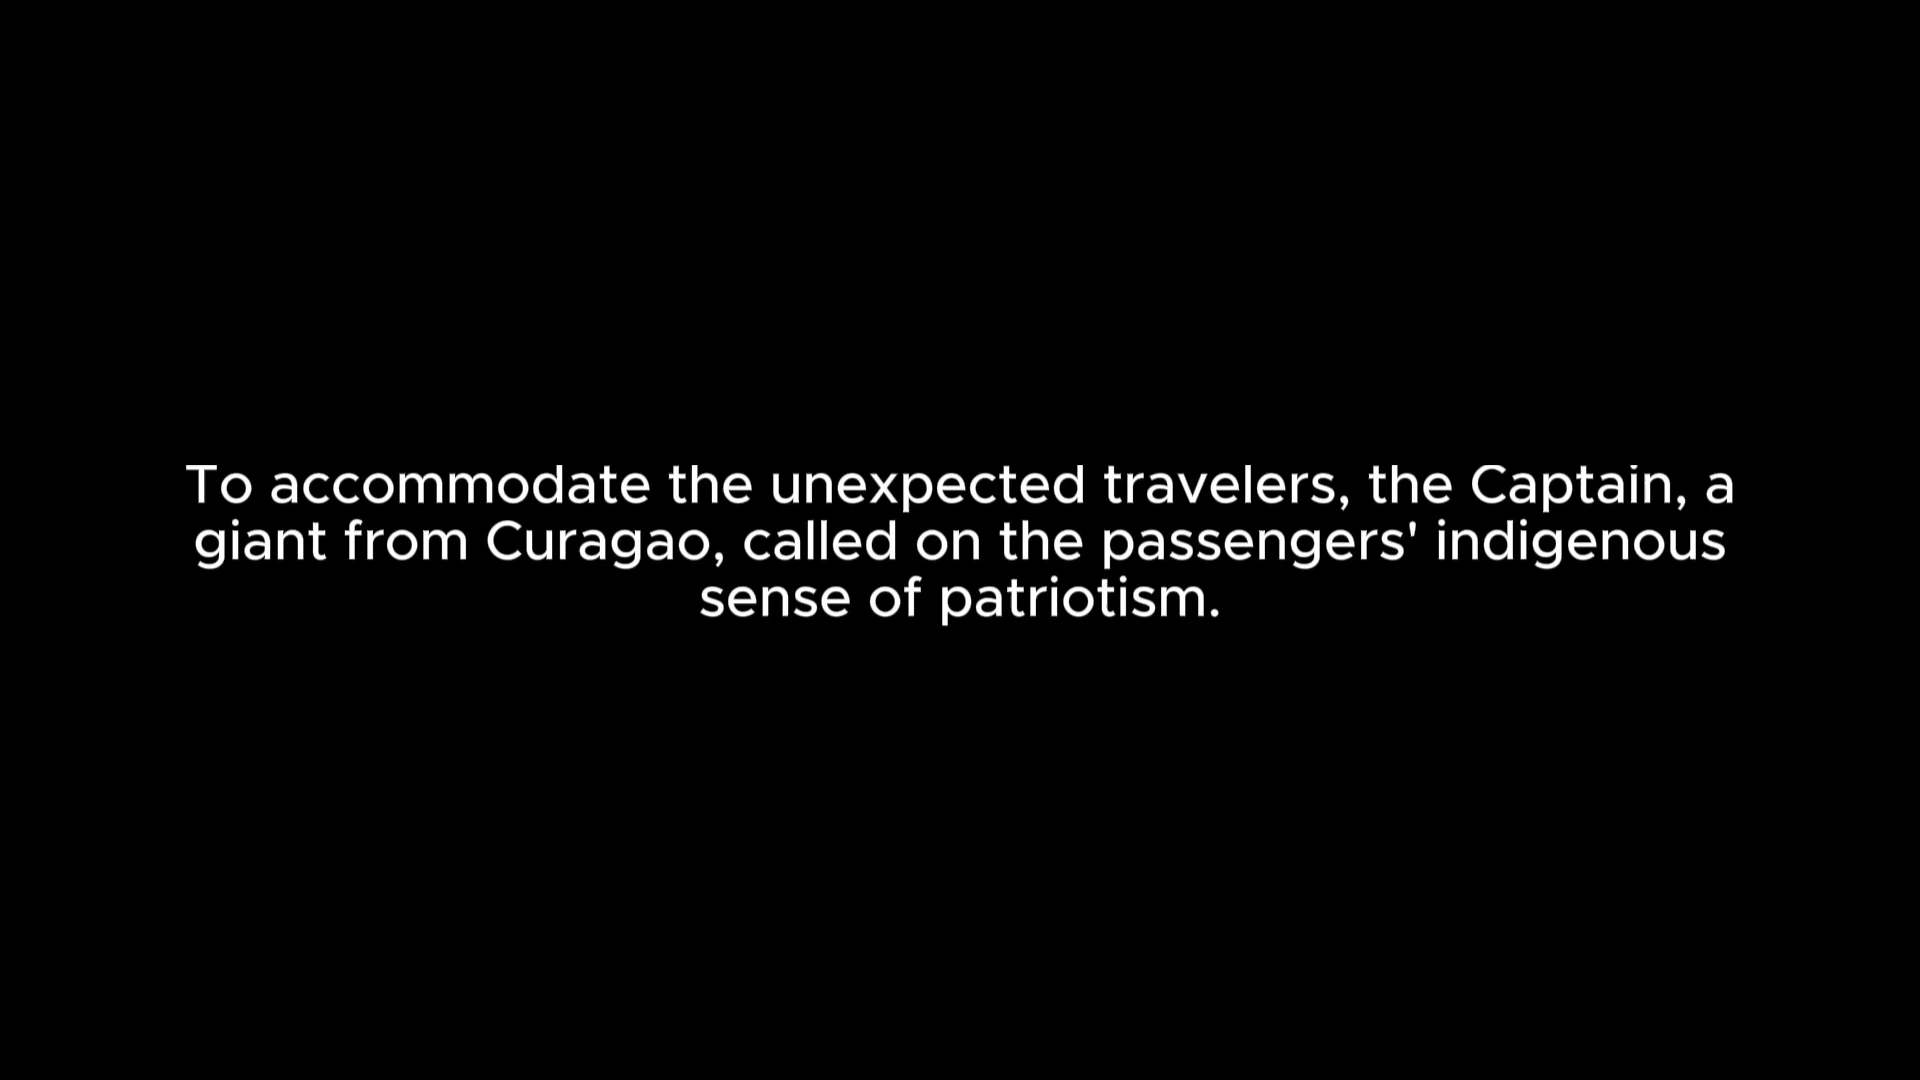 To accommodate the unexpected travelers, the Captain, a
giant from Curagao, called on the passengers' indigenous
sense of patriotism.